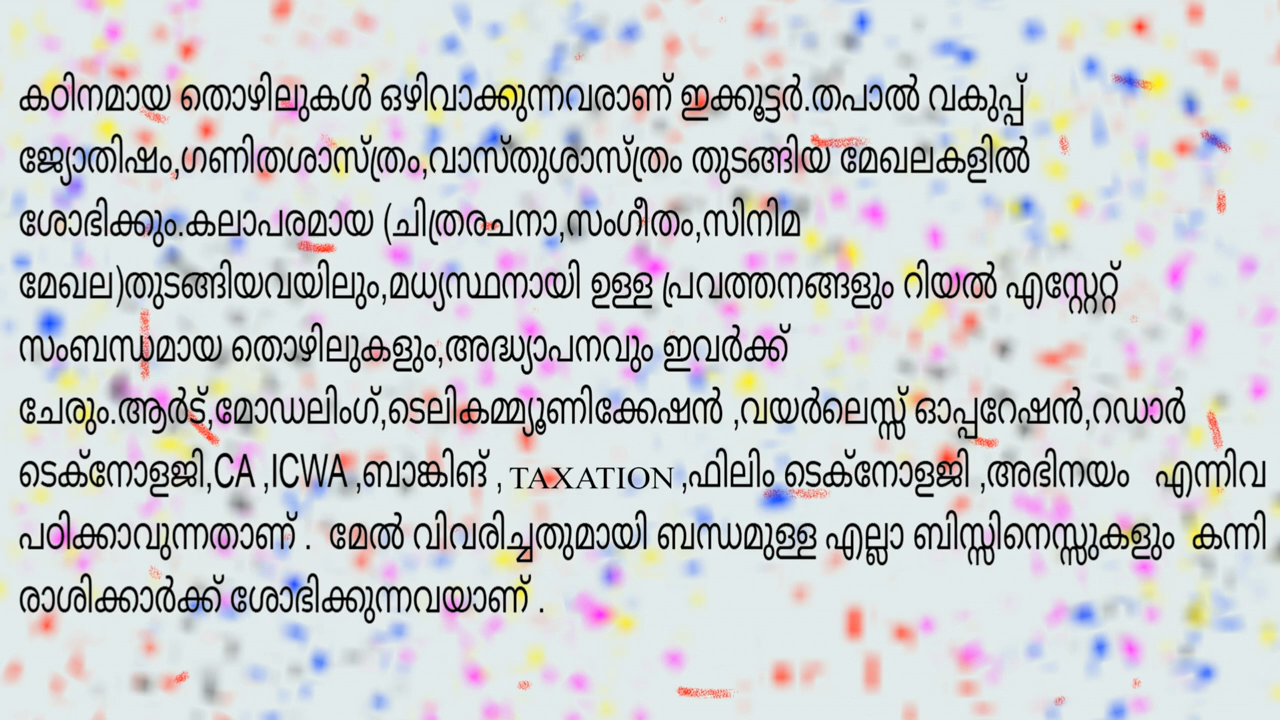 കഠിനമായ തൊഴിലുകൾ ഒഴിവാക്കുന്നവരാണ് ഇക്കൂട്ടർ.തപാൽ വകുപ്പ്
ജ്യോതിഷം,ഗണിതശാസ്ത്രം,വാസ്തുശാസ്ത്രം തുടങ്ങിയ മേഖലകളിൽ
ശോഭിക്കും.കലാപരമായ (ചിത്രരചനാ,സംഗീതം,സിനിമ
മേഖല)തുടങ്ങിയവയിലും,മധ്യസ്ഥനായി ഉള്ള പ്രവത്തനങ്ങളും റിയൽ എസ്റ്റേറ്റ്
സംബന്ധമായ തൊഴിലുകളും,അദ്ധ്യാപനവും ഇവർക്ക്
ചേരും.ആർട്,മോഡലിംഗ്,ടെലികമ്മ്യൂണിക്കേഷൻ ,വയർലെസ്സ് ഓപ്പറേഷൻ,റഡാർ
ടെക്നോളജി,CA ,ICWA ,ബാങ്കിങ് , TAXATION ,ഫിലിം ടെക്നോളജി ,അഭിനയം എന്നിവ
പഠിക്കാവുന്നതാണ് . മേൽ വിവരിച്ചതുമായി ബന്ധമുള്ള എല്ലാ ബിസ്സിനെസ്സുകളും കന്നി
രാശിക്കാർക്ക് ശോഭിക്കുന്നവയാണ് .